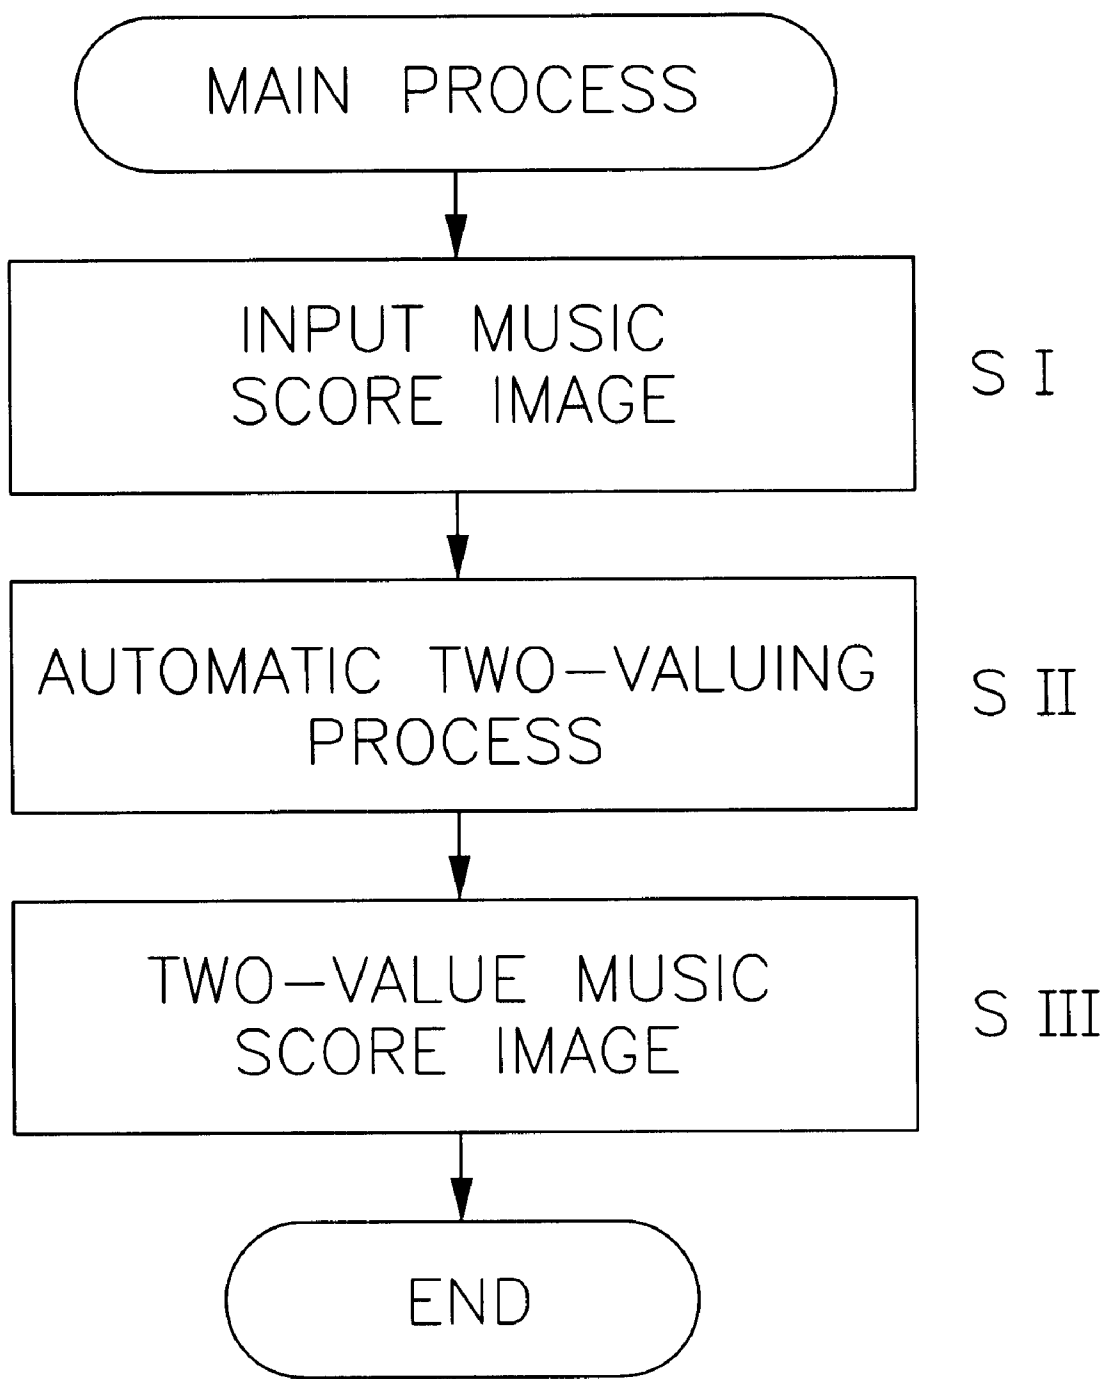 MAIN PROCESS
INPUT MUSIC
SCORE IMAGE
S I
AUTOMATIC TWO-VALUING
PROCESS
S II
TWO-VALUE MUSIC
SCORE IMAGE
S III
END